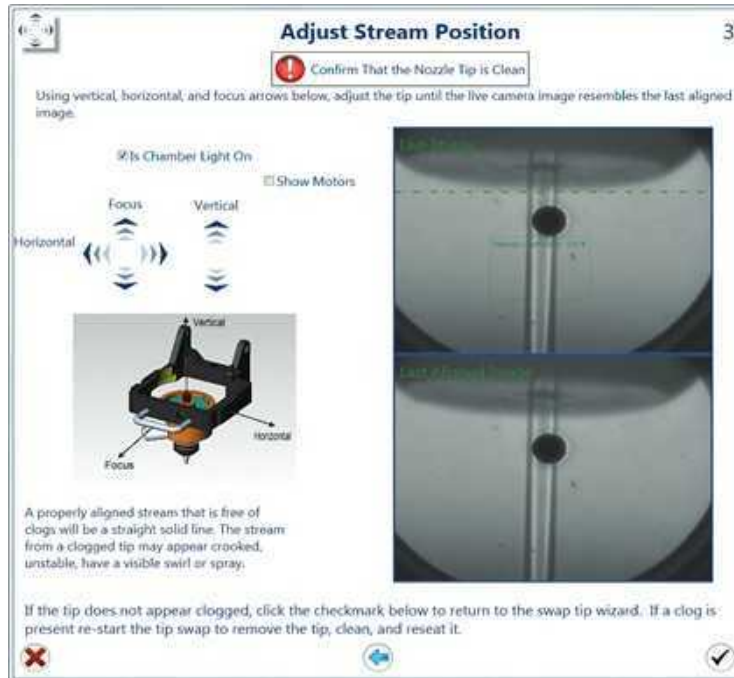 Adjust Stream Position
3
Confirm That the Nozzle Tip is Clean
Using vertical, horizontal, and focus arrows below, adjust the tip until the live camera image resembles the last aligned
image.
Is Chamber Light On
Show Motors
Focus
Vertical
Horizontal
Live Image
Vertical
Horizontal
Focus
Last Aligned Image
A properly aligned stream that is free of
clogs will be a straight solid line. The stream
from a clogged tip may appear crooked,
unstable, have a visible swirl or spray.
If the tip does not appear clogged, click the checkmark below to return to the swap tip wizard. If a clog is
present re-start the tip swap to remove the tip, clean, and reseat it.